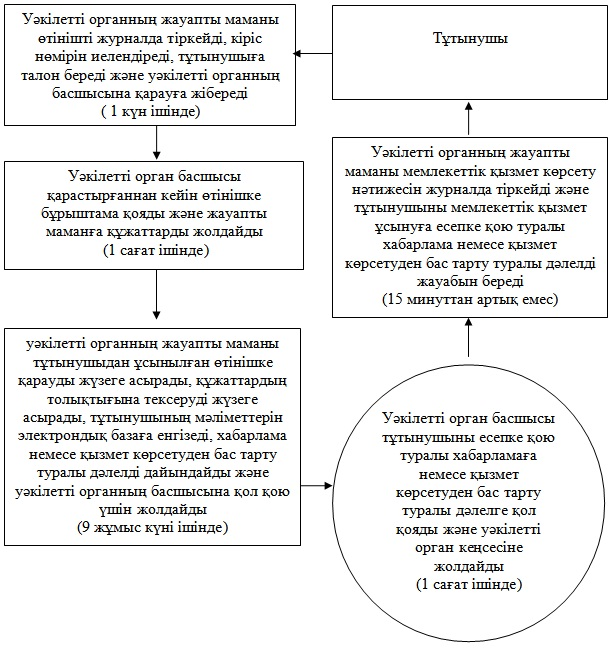 Уәкілетті органның жауапты маманы
өтінішті журналда тіркейді, кіріс
нөмірін иелендіреді, тұтынушыға
талон береді және уәкілетті органның
басшысына қарауға жібереді
( 1 күн ішінде)
Тұтынушы
Уәкілетті орган басшысы
қарастырғаннан кейін өтінішке
бұрыштама қояды және жауапты
маманға құжаттарды жолдайды
(1 сағат ішінде)
Уәкілетті органның жауапты
маманы мемлекеттік қызмет көрсету
нәтижесін журналда тіркейді және
тұтынушыны мемлекеттік қызмет
ұсынуға есепке қою туралы
хабарлама немесе қызмет
көрсетуден бас тарту туралы дәлелді
жауабын береді
(15 минуттан артық емес)
уәкілетті органның жауапты маманы
тұтынушыдан ұсынылған өтінішке
қарауды жүзеге асырады, құжаттардың
толықтығына тексеруді жүзеге
асырады, тұтынушының мәліметтерін
электрондық базаға енгізеді, хабарлама
немесе қызмет көрсетуден бас тарту
туралы дәлелді дайындайды және
уәкілетті органның басшысына қол қою
үшін жолдайды
(9 жұмыс күні ішінде)
Уәкілетті орган басшысы
тұтынушыны есепке қою
туралы хабарламаға
немесе қызмет
көрсетуден бас тарту
туралы дәлелге қол
қояды және уәкілетті
орган кеңсесіне
жолдайды
(1 сағат ішінде)